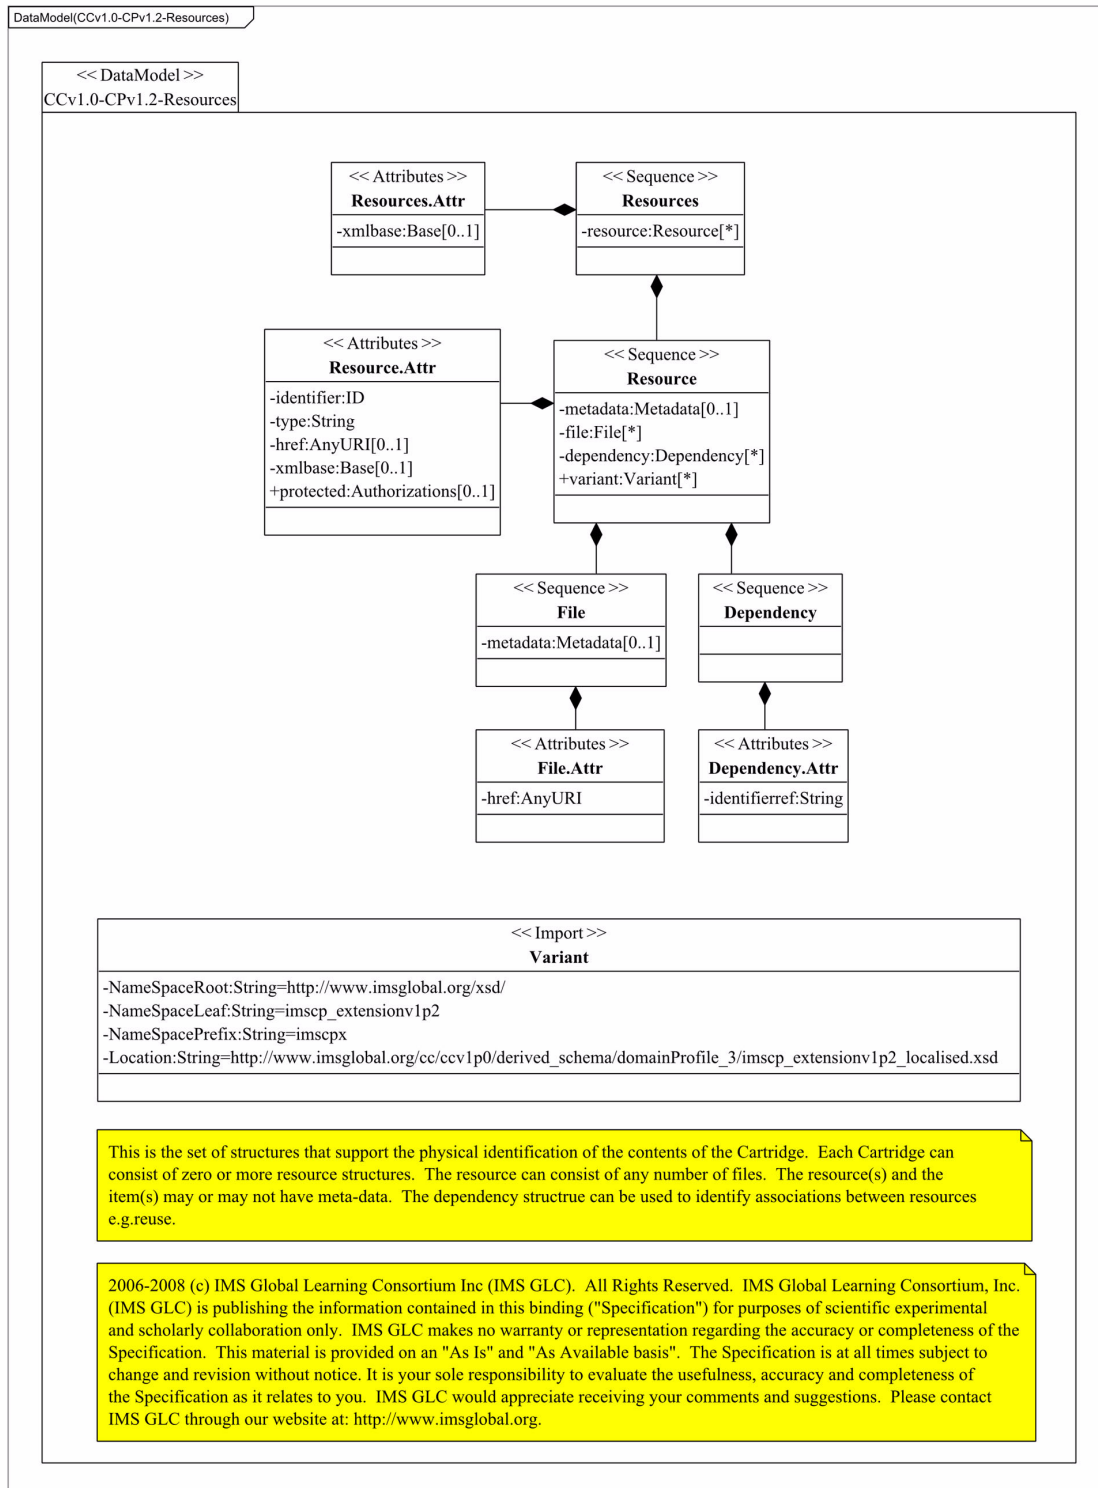 DataModel(CCv1.0-CPv1.2-Resources)
<< DataModel >>
CCv1.0-CPv1.2-Resources
<< Attributes >>
Resources.Attr
-xmlbase:Base[0..1]
<< Sequence >>
Resources
-resource:Resource[*]
<< Attributes >>
Resource.Attr
-identifier:ID
-type:String
-href:AnyURI[0..1]
-xmlbase:Base[0..1]
+protected:Authorizations[0..1]
<< Sequence >>
Resource
-metadata:Metadata[0..1]
-file:File[*]
-dependency:Dependency[*]
+variant:Variant[*]
<< Sequence >>
File
-metadata:Metadata[0..1]
<< Sequence >>
Dependency
<< Attributes >>
File.Attr
-href:AnyURI
<< Attributes >>
Dependency.Attr
-identifierref:String
<< Import >>
Variant
-NameSpaceRoot:String=http://www.imsglobal.org/xsd/
-NameSpaceLeaf:String=imscp_extensionv1p2
-NameSpacePrefix:String=imscpx
-Location:String=http://www.imsglobal.org/cc/ccv1p0/derived_schema/domainProfile_3/imscp_extensionv1p2_localised.xsd
This is the set of structures that support the physical identification of the contents of the Cartridge.  Each Cartridge can
consist of zero or more resource structures.  The resource can consist of any number of files.  The resource(s) and the
item(s) may or may not have meta-data.  The dependency structrue can be used to identify associations between resources
e.g.reuse.
2006-2008 (c) IMS Global Learning Consortium Inc (IMS GLC).  All Rights Reserved.  IMS Global Learning Consortium, Inc.
(IMS GLC) is publishing the information contained in this binding ("Specification") for purposes of scientific experimental
and scholarly collaboration only.  IMS GLC makes no warranty or representation regarding the accuracy or completeness of the
Specification.  This material is provided on an "As Is" and "As Available basis".  The Specification is at all times subject to
change and revision without notice. It is your sole responsibility to evaluate the usefulness, accuracy and completeness of
the Specification as it relates to you.  IMS GLC would appreciate receiving your comments and suggestions.  Please contact
IMS GLC through our website at: http://www.imsglobal.org.